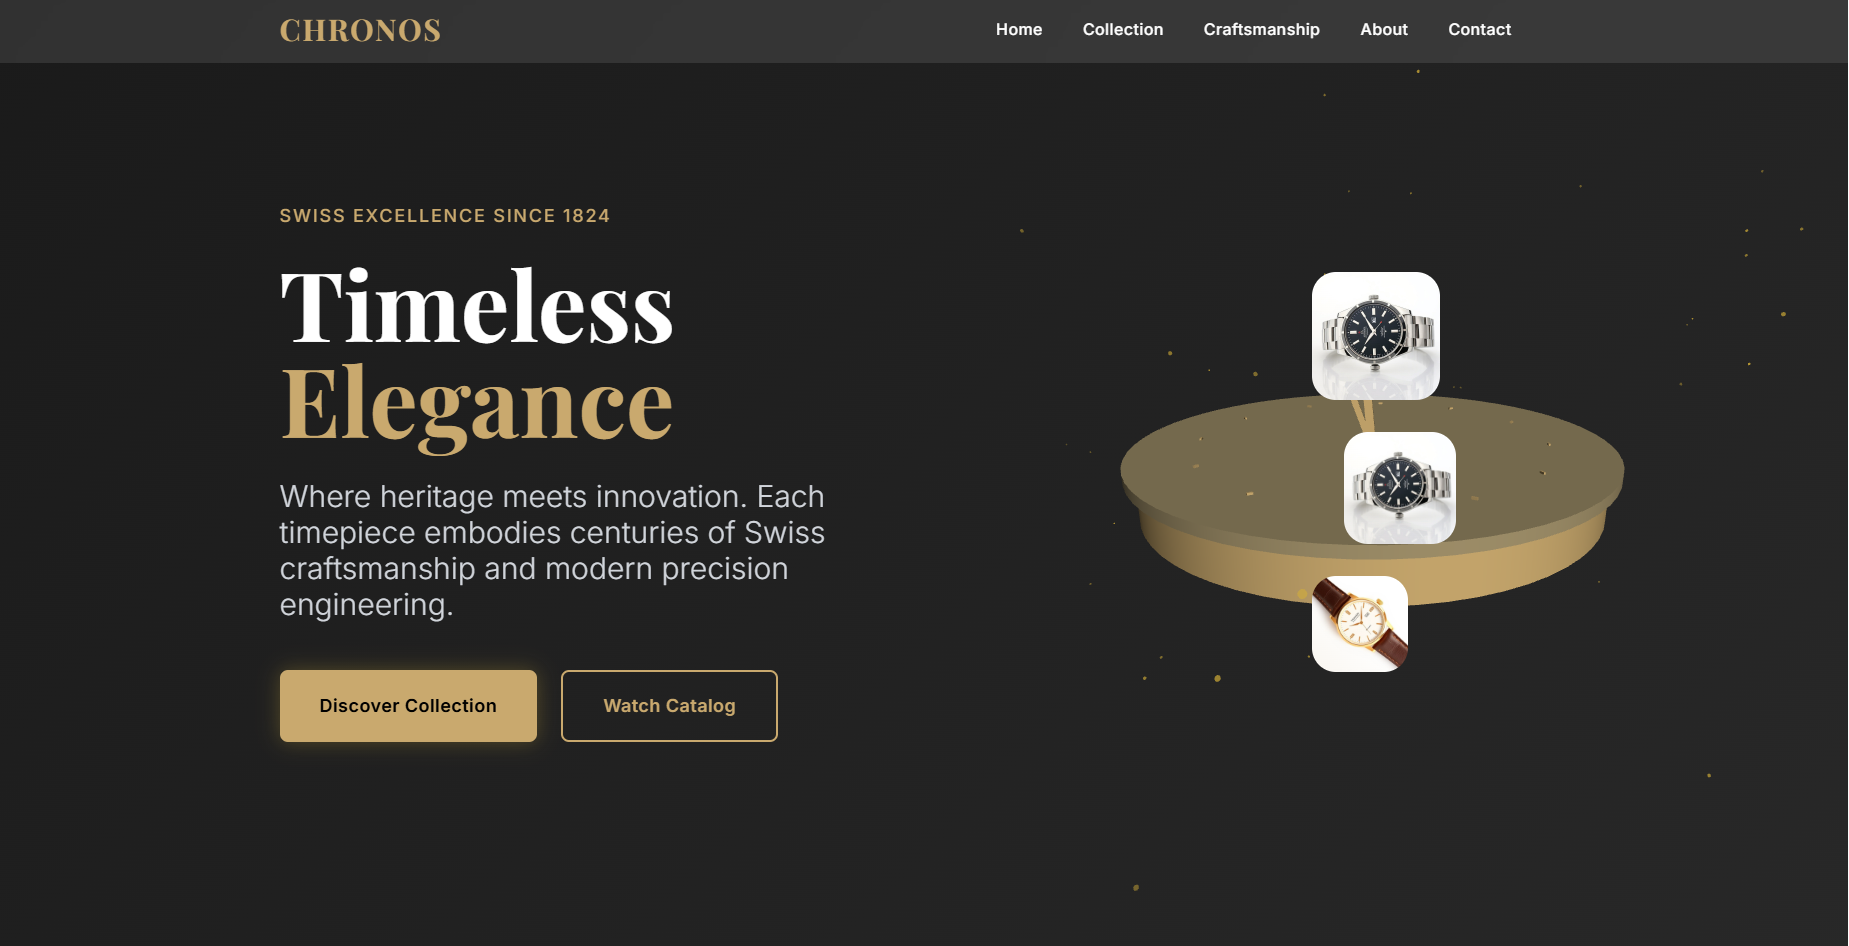 CHRONOS
Home Collection Craftsmanship About Contact
SWISS EXCELLENCE SINCE 1824
Timeless
Elegance
Where heritage meets innovation. Each
timepiece embodies centuries of Swiss
craftsmanship and modern precision
engineering.
Discover Collection Watch Catalog